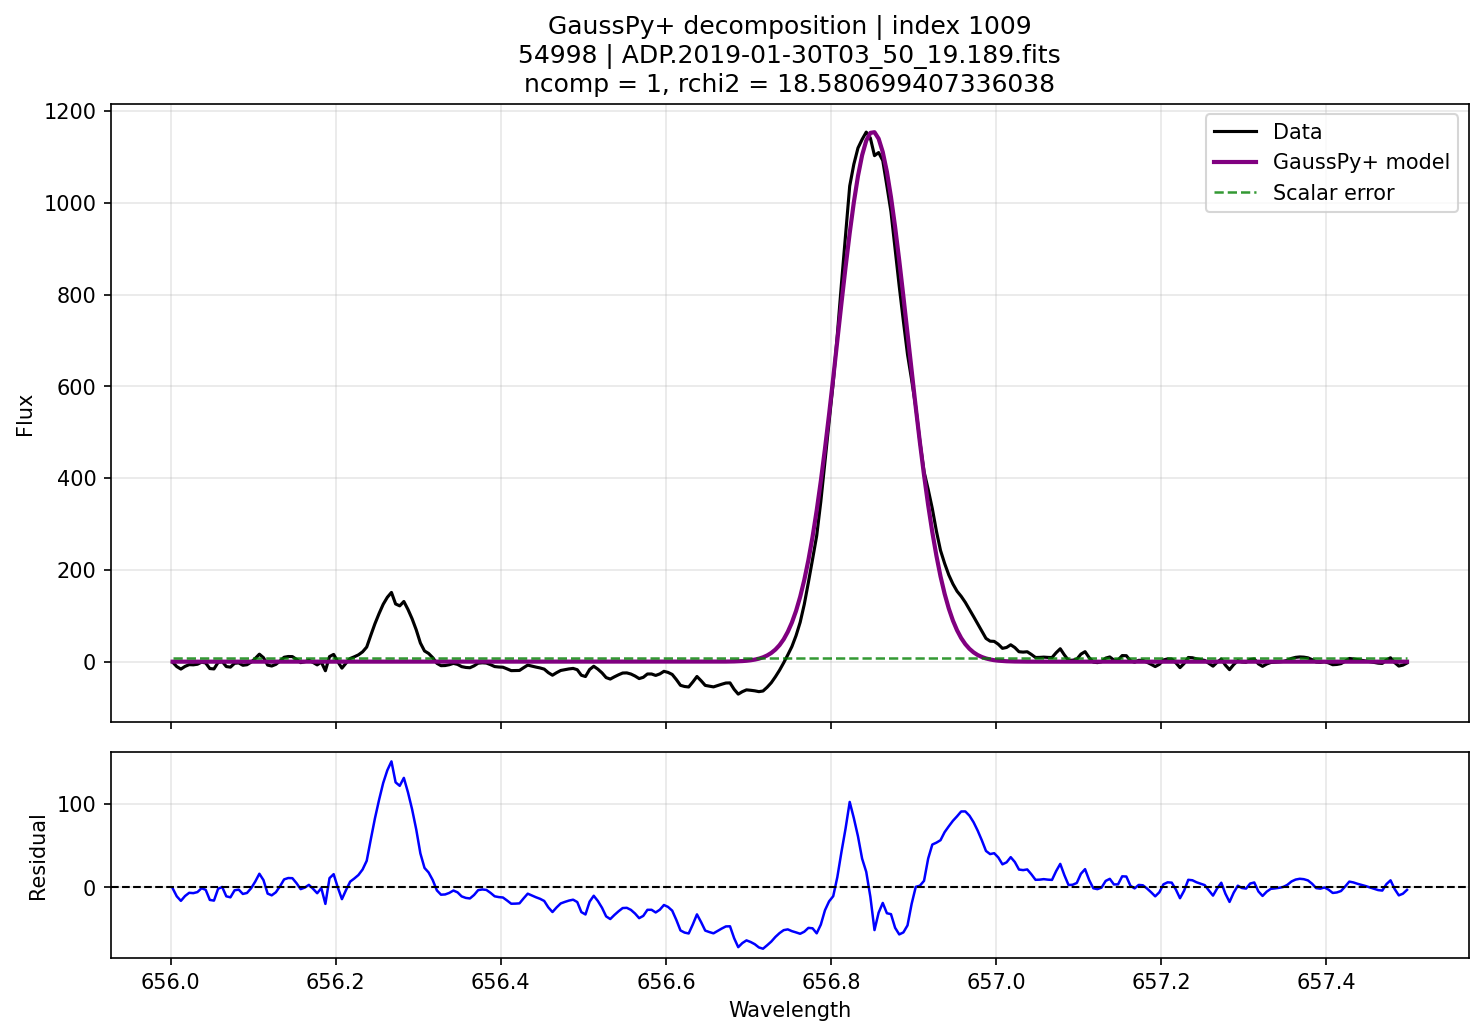 GaussPy+ decomposition | index 1009
54998 | ADP.2019-01-30T03_50_19.189.fits
ncomp = 1, rchi2 = 18.580699407336038
1200
1000
800
600
400
200
0
Flux
Data
GaussPy+ model
Scalar error
100
0
Residual
656.0
656.2
656.4
656.6
656.8
657.0
657.2
657.4
Wavelength